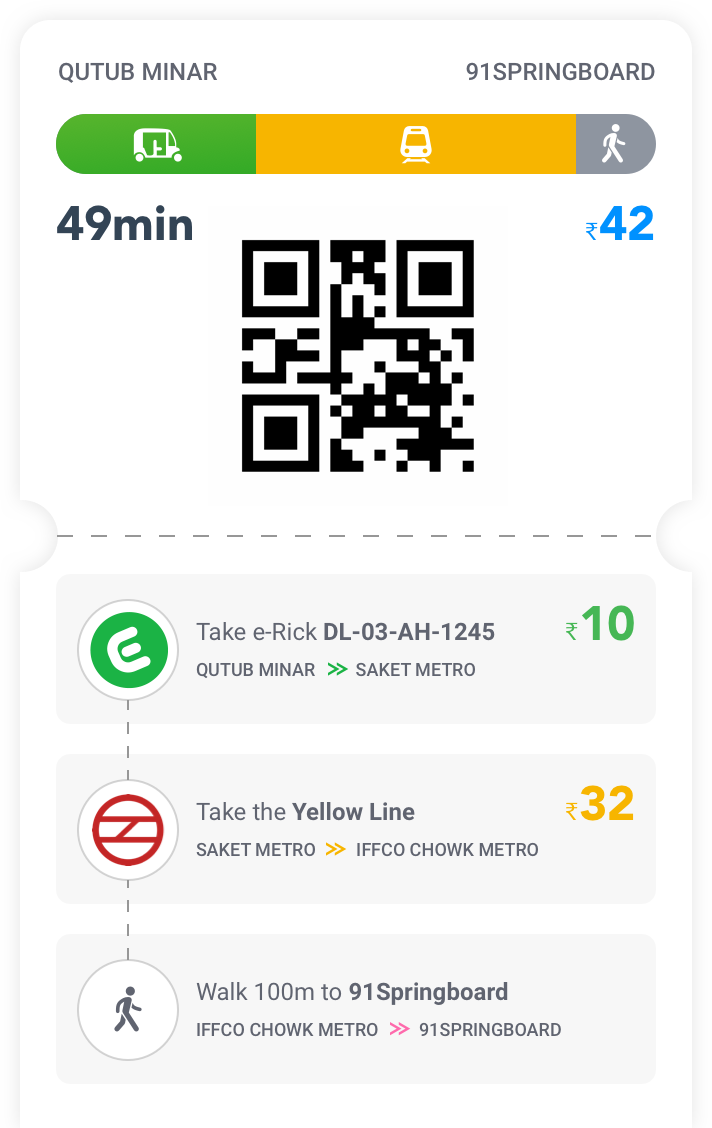 QUTUB MINAR 91SPRINGBOARD
49min ₹42
Take e-Rick DL-03-AH-1245 ₹10
QUTUB MINAR >> SAKET METRO
Take the Yellow Line ₹32
SAKET METRO >> IFFCO CHOWK METRO
Walk 100m to 91Springboard
IFFCO CHOWK METRO >> 91SPRINGBOARD